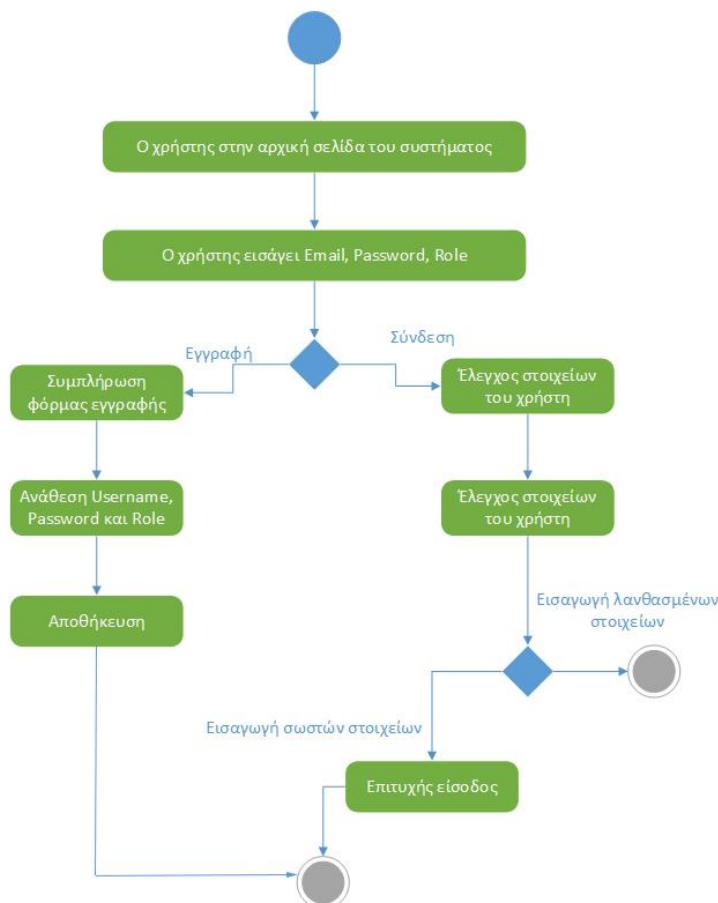 Ο χρήστης στην αρχική σελίδα του συστήματος
Ο χρήστης εισάγει Email, Password, Role
Εγγραφή
Σύνδεση
Συμπλήρωση
φόρμας εγγραφής
Έλεγχος στοιχείων
του χρήστη
Ανάθεση Username,
Password και Role
Έλεγχος στοιχείων
του χρήστη
Αποθήκευση
Εισαγωγή λανθασμένων
στοιχείων
Εισαγωγή σωστών στοιχείων
Επιτυχής είσοδος